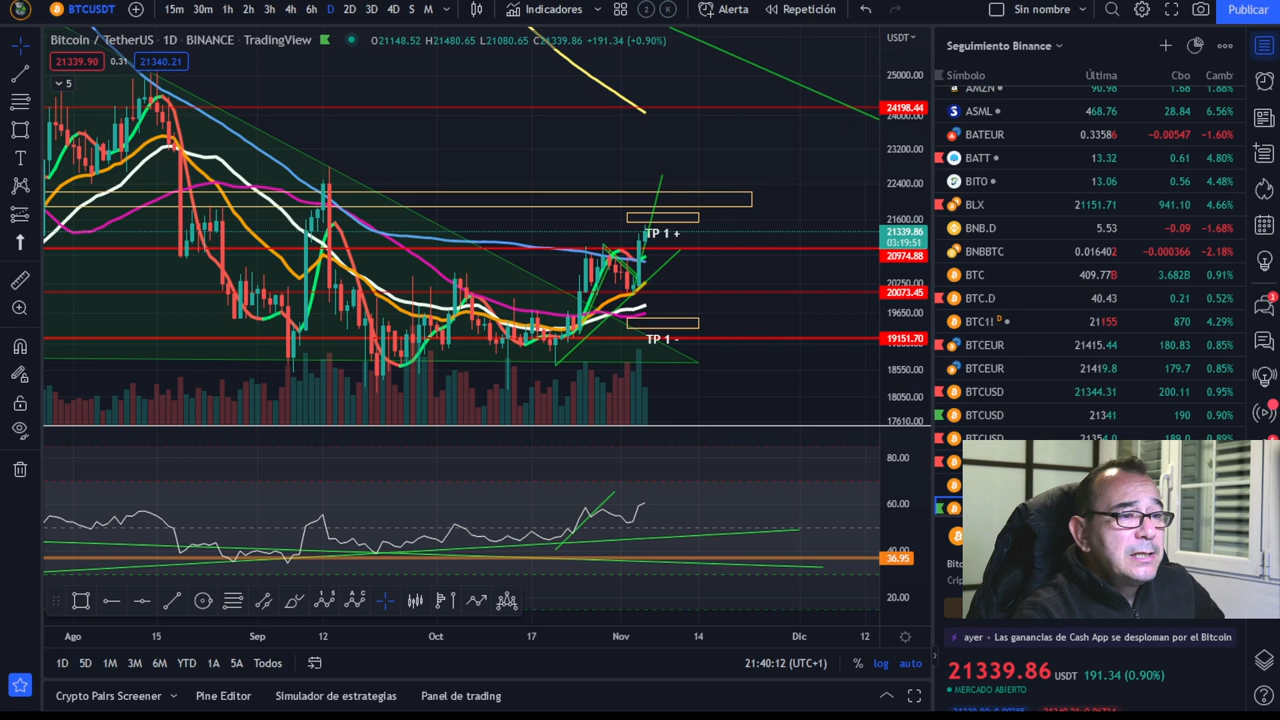 BTCUSDT 15m 30m 1h 2h 3h 4h 6h D 2D 3D 4D S M Indicadores 2 Alerta Repetición Sin nombre Publicar
Bitcoin / TetherUS · 1D · BINANCE · TradingView O21148.52 H21480.65 L21080.65 C21339.86 +191.34 (+0.90%)
21339.90 0.31 21340.21
5
USDT
25000.00
24198.44
24000.00
23200.00
22400.00
21600.00
21339.86
03:19:51
20974.88
20250.00
20073.45
19650.00
19151.70
18550.00
18050.00
17610.00
TP 1 +
TP 1 -
80.00
60.00
40.00
36.95
20.00
Ago 15 Sep 12 Oct 17 Nov 14 Dic 12
1D 5D 1M 3M 6M YTD 1A 5A Todos 21:40:12 (UTC+1) % log auto
Crypto Pairs Screener Pine Editor Simulador de estrategias Panel de trading
Seguimiento Binance
Símbolo Última Cbo Camb
AMZN 90.98 1.68 1.88%
ASML 468.76 28.84 6.56%
BATEUR 0.33586 −0.00547 −1.60%
BATT 13.32 0.61 4.80%
BITO 13.06 0.56 4.48%
BLX 21151.71 941.10 4.66%
BNB.D 5.53 −0.09 −1.68%
BNBBTC 0.016402 −0.000366 −2.18%
BTC 409.77B 3.682B 0.91%
BTC.D 40.43 0.21 0.52%
BTC1! D 21155 870 4.29%
BTCEUR 21415.44 180.83 0.85%
BTCEUR 21419.8 179.7 0.85%
BTCUSD 21344.31 200.11 0.95%
BTCUSD 21341 190 0.90%
BTCUSD 21354.0 189.0 0.89%
3
ayer · Las ganancias de Cash App se desploman por el Bitcoin
21339.86 USDT 191.34 (0.90%)
MERCADO ABIERTO